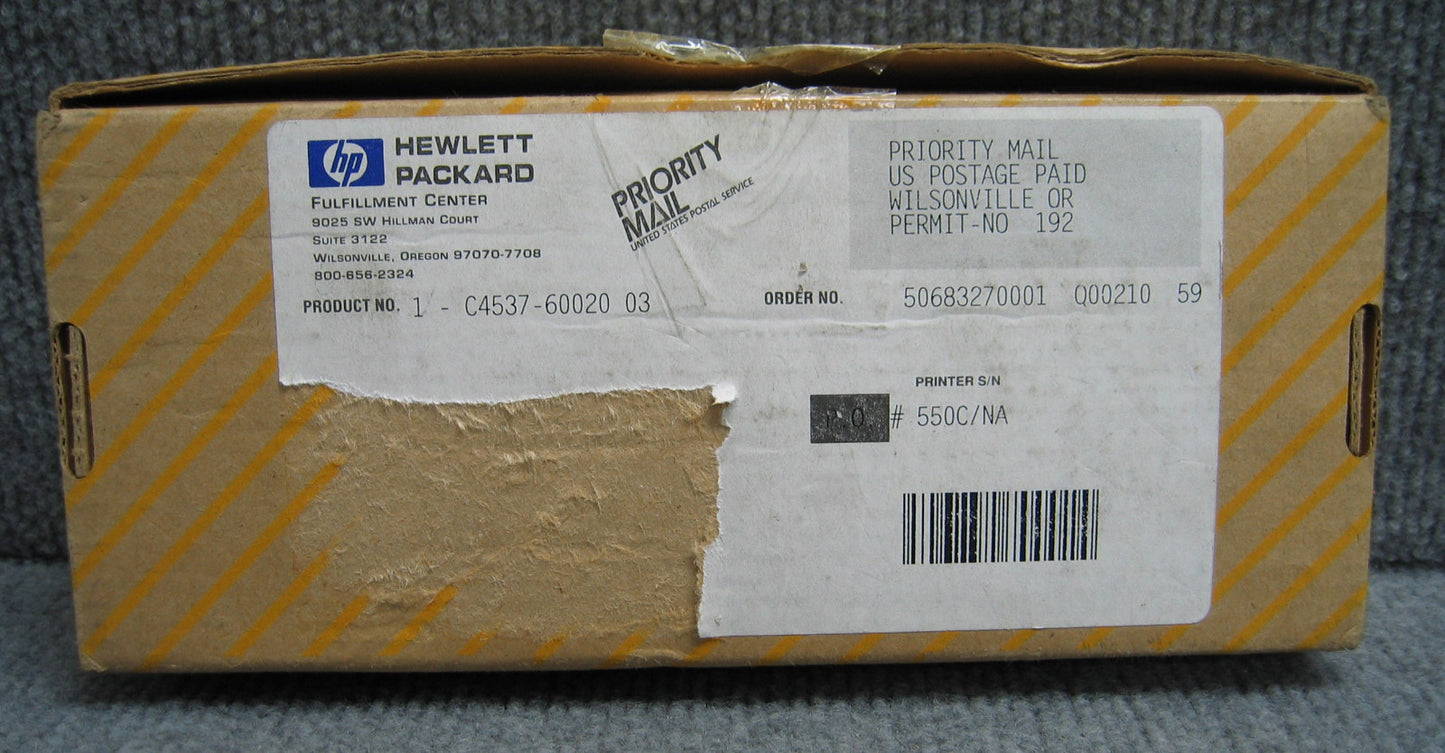 hp HEWLETT
PACKARD
FULFILLMENT CENTER
9025 SW HILLMAN COURT
SUITE 3122
WILSONVILLE, OREGON 97070-7708
800-656-2324
PRIORITY
MAIL
UNITED STATES POSTAL SERVICE
PRIORITY MAIL
US POSTAGE PAID
WILSONVILLE OR
PERMIT-NO 192
PRODUCT NO. 1 - C4537-60020 03
ORDER NO. 50683270001 Q00210 59
PRINTER S/N
P.O # 550C/NA